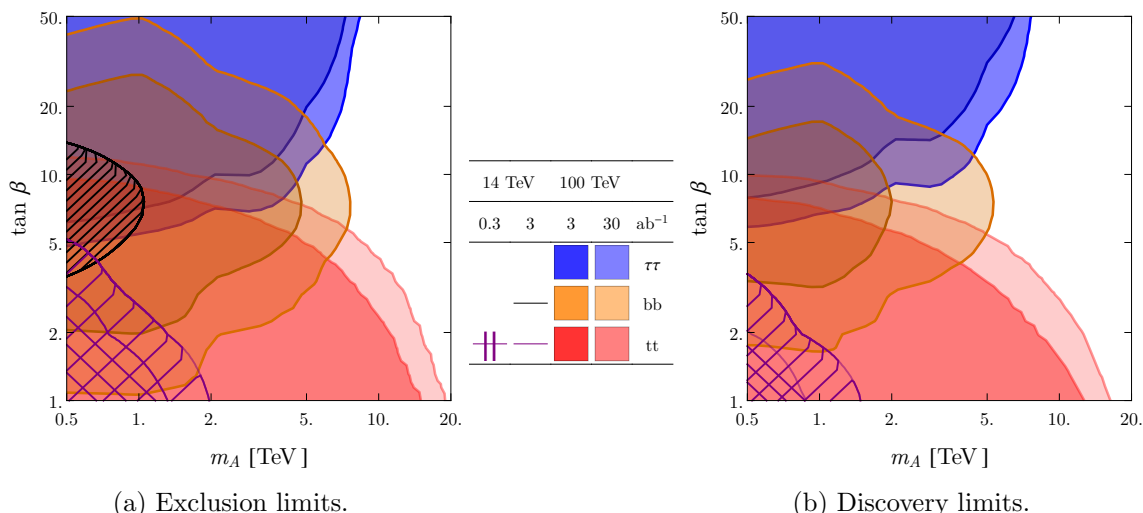 50.
20.
10.
5.
2.
1.
tan β
0.5 1. 2. 5. 10. 20.
m_A [TeV]
(a) Exclusion limits.
14 TeV 100 TeV
0.3 3 3 30 ab⁻¹
ττ
bb
tt
50.
20.
10.
5.
2.
1.
tan β
0.5 1. 2. 5. 10. 20.
m_A [TeV]
(b) Discovery limits.